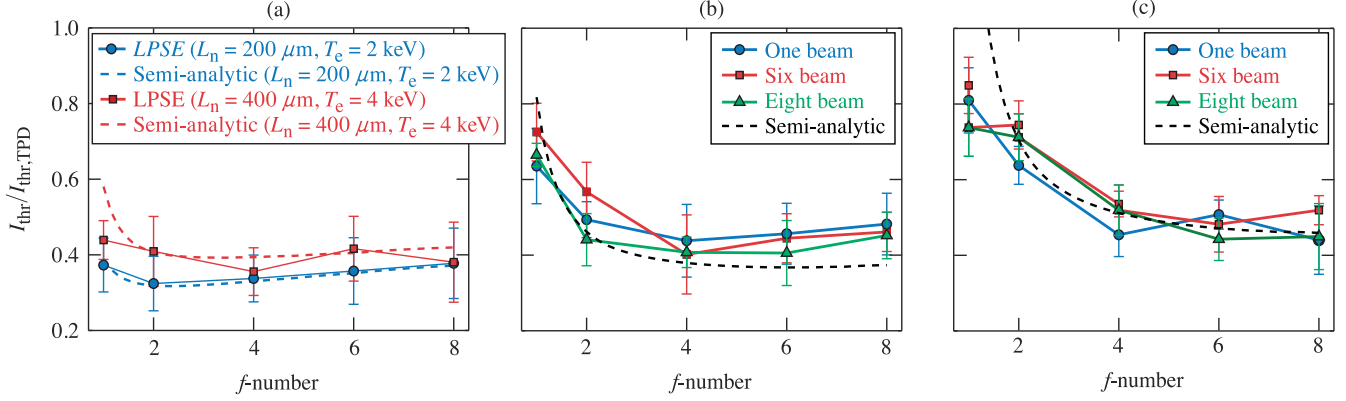 (a)
(b)
(c)
1.0
0.8
0.6
0.4
0.2
I_thr/I_thr,TPD
LPSE (L_n = 200 μm, T_e = 2 keV)
Semi-analytic (L_n = 200 μm, T_e = 2 keV)
LPSE (L_n = 400 μm, T_e = 4 keV)
Semi-analytic (L_n = 400 μm, T_e = 4 keV)
One beam
Six beam
Eight beam
Semi-analytic
One beam
Six beam
Eight beam
Semi-analytic
2 4 6 8
2 4 6 8
2 4 6 8
f-number
f-number
f-number